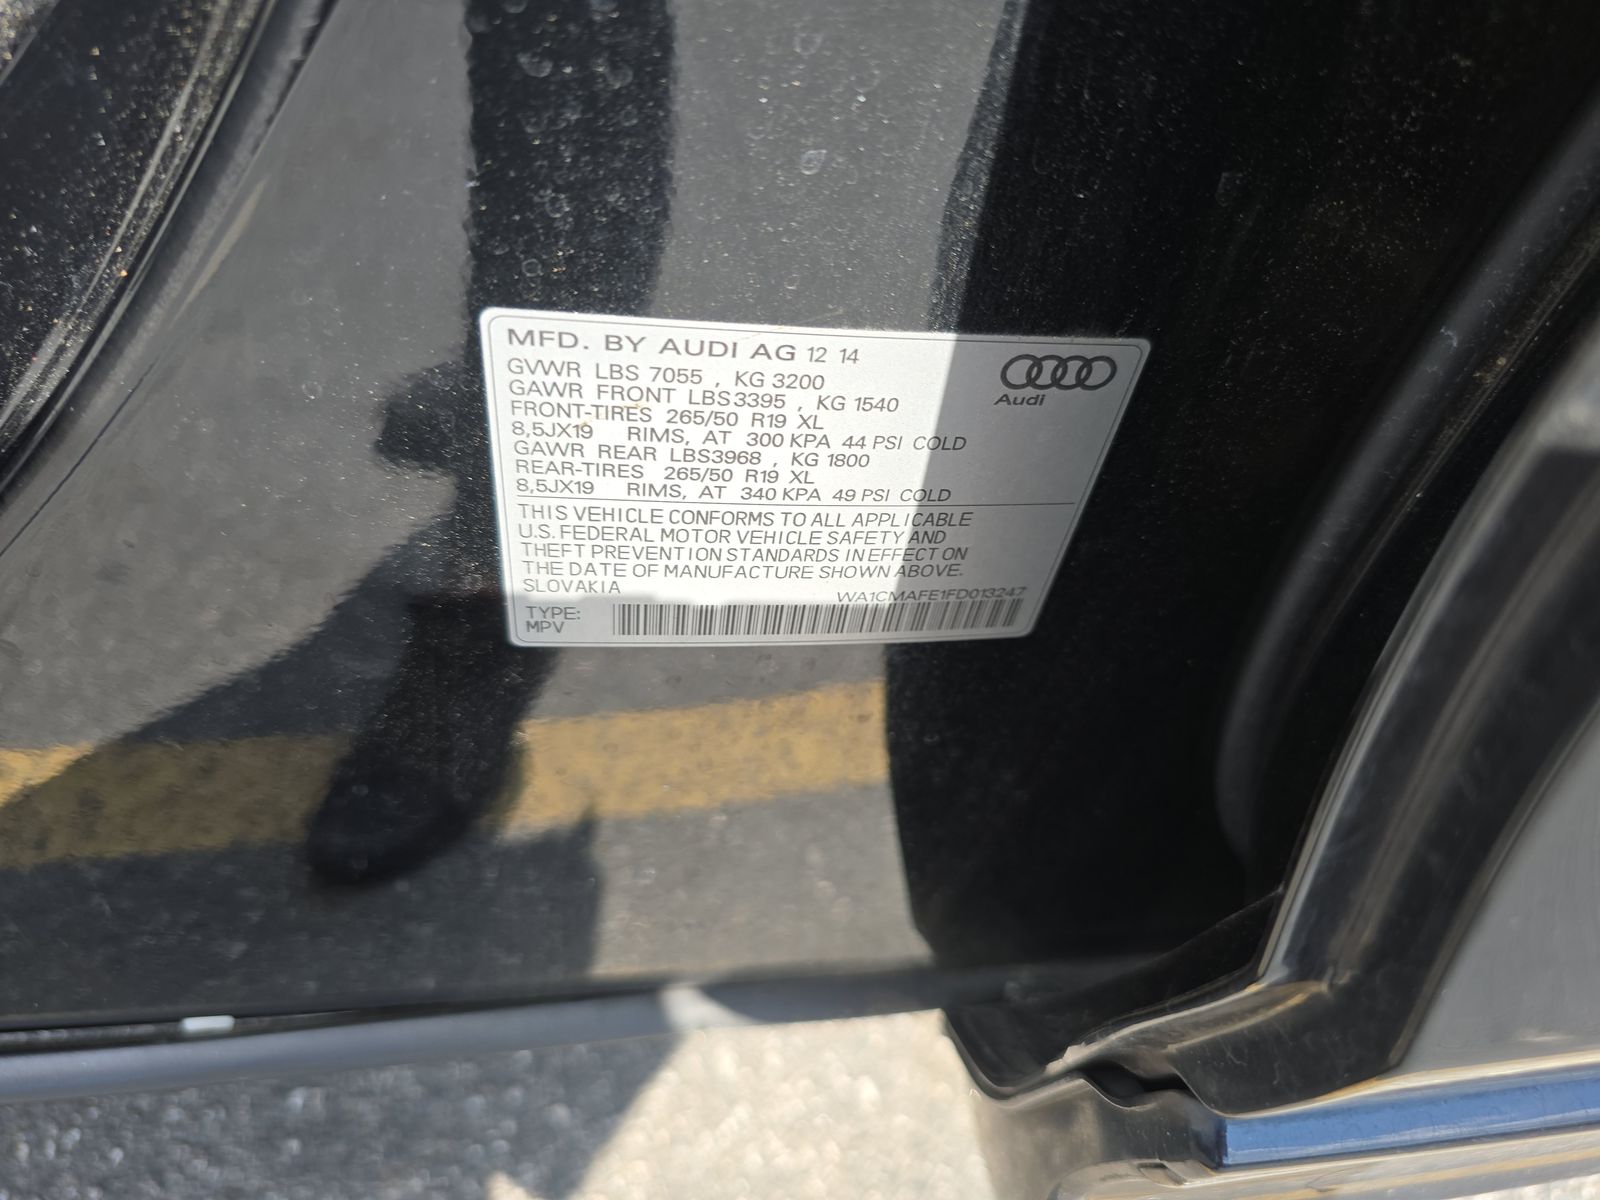 MFD. BY AUDI AG 12 14
GVWR LBS 7055 , KG 3200
GAWR FRONT LBS3395 , KG 1540
FRONT-TIRES 265/50 R19 XL
8,5JX19 RIMS, AT 300 KPA 44 PSI COLD
GAWR REAR LBS3968 , KG 1800
REAR-TIRES 265/50 R19 XL
8,5JX19 RIMS, AT 340 KPA 49 PSI COLD
Audi
THIS VEHICLE CONFORMS TO ALL APPLICABLE
U.S. FEDERAL MOTOR VEHICLE SAFETY AND
THEFT PREVENTION STANDARDS IN EFFECT ON
THE DATE OF MANUFACTURE SHOWN ABOVE.
SLOVAKIA WA1CMAFE1FD013247
TYPE:
MPV